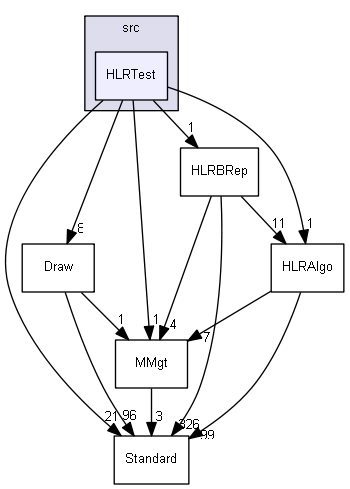 src
HLRTest
1
HLRBRep
8
11
1
Draw
HLRAlgo
1
1
4
7
MMgt
21
96
3
326
99
Standard